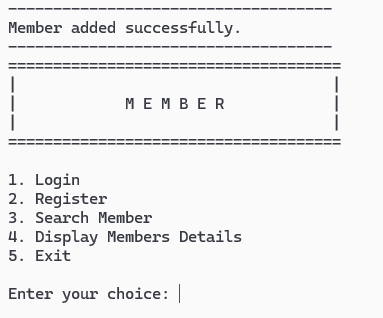 ------------------------------------
Member added successfully.
------------------------------------
=====================================
|                                   |
|            M E M B E R            |
|                                   |
=====================================
1. Login
2. Register
3. Search Member
4. Display Members Details
5. Exit
Enter your choice: